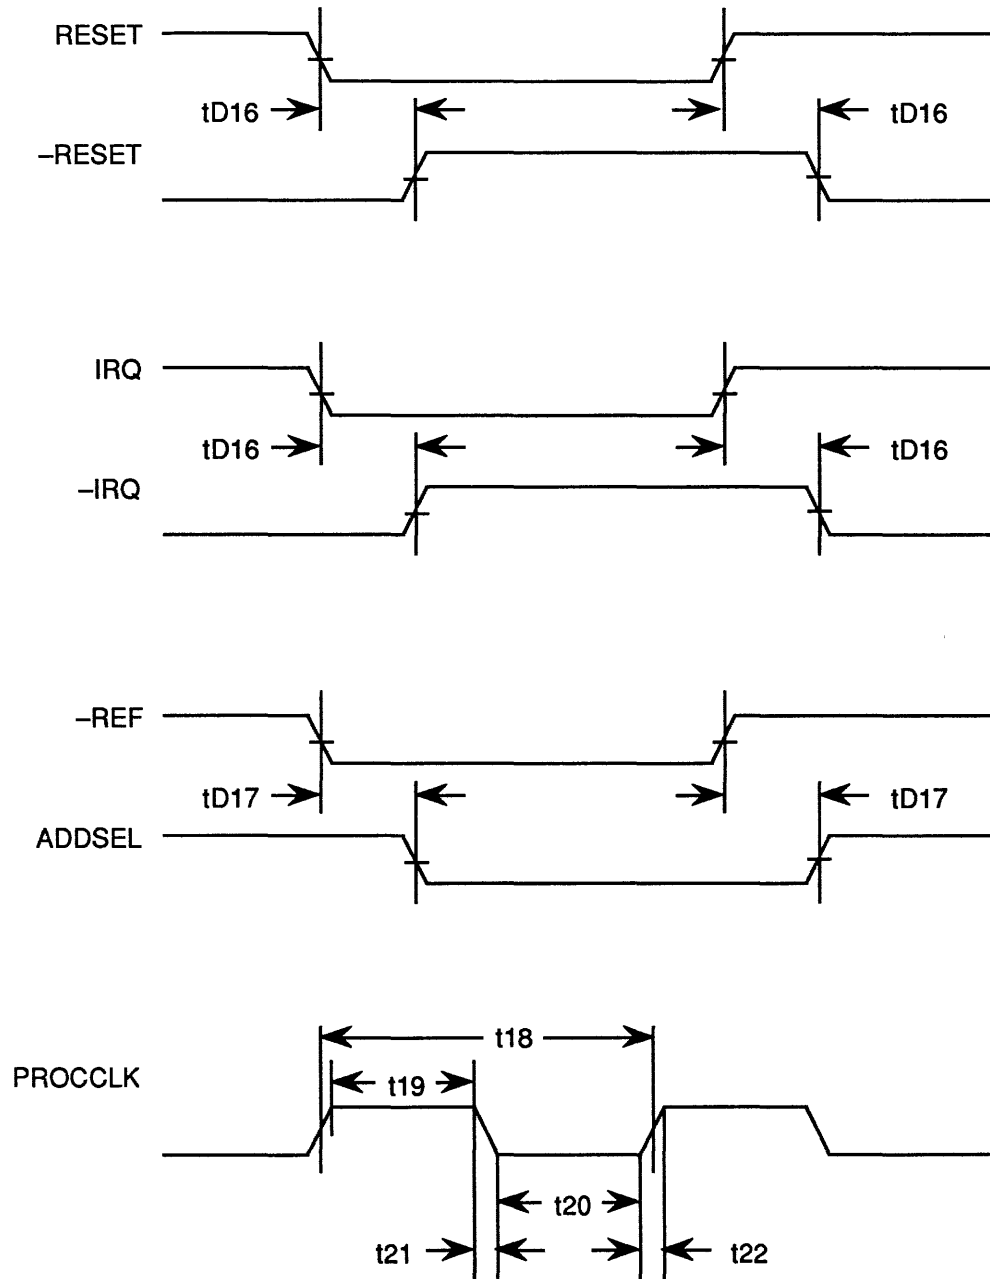 RESET
tD16 tD16
–RESET
IRQ
tD16 tD16
–IRQ
–REF
tD17 tD17
ADDSEL
t18
PROCCLK
t19
t20
t21 t22